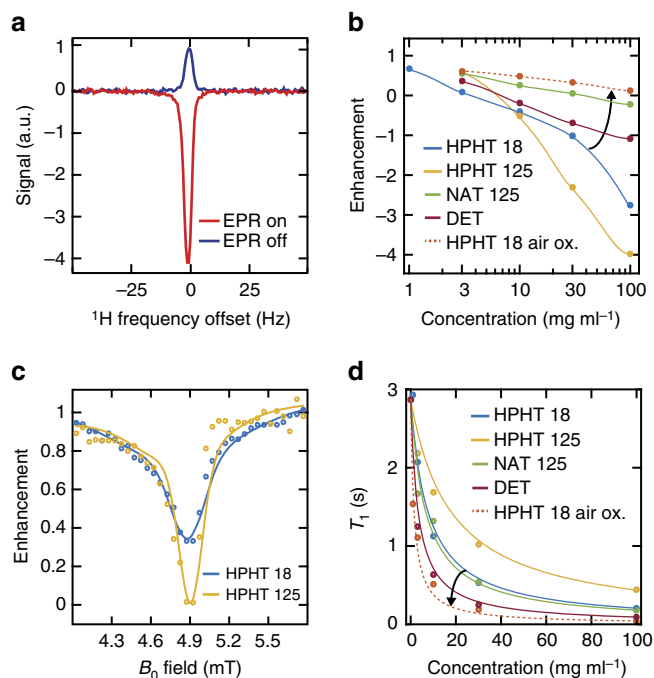 a
1
0
−1
−2
−3
−4
Signal (a.u.)
EPR on
EPR off
−25
0
25
¹H frequency offset (Hz)
b
1
0
−1
−2
−3
−4
Enhancement
HPHT 18
HPHT 125
NAT 125
DET
HPHT 18 air ox.
1
3
10
30
100
Concentration (mg ml⁻¹)
c
1.0
0.8
0.6
0.4
0.2
0
Enhancement
HPHT 18
HPHT 125
4.3
4.6
4.9
5.2
5.5
B₀ field (mT)
d
3
2
1
0
T₁ (s)
HPHT 18
HPHT 125
NAT 125
DET
HPHT 18 air ox.
0
20
40
60
80
100
Concentration (mg ml⁻¹)